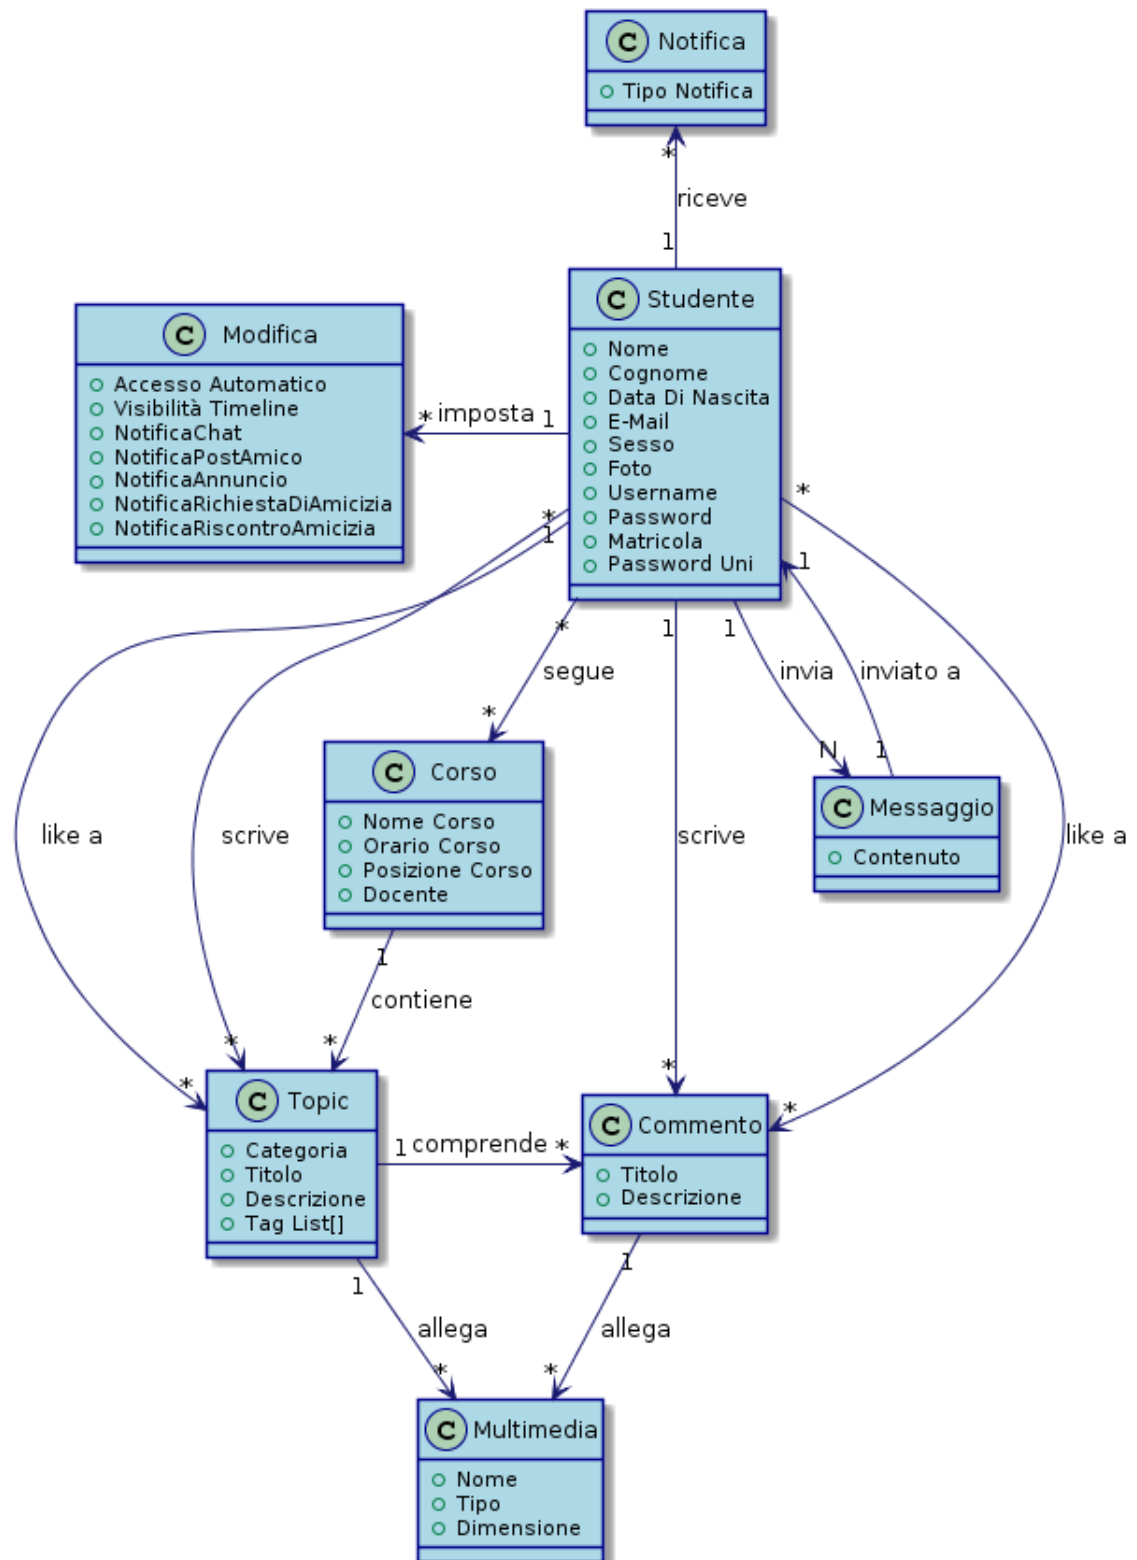 C Notifica
Tipo Notifica
*
riceve
1
C Studente
Nome
Cognome
Data Di Nascita
E-Mail
Sesso
Foto
Username
Password
Matricola
Password Uni
C Modifica
Accesso Automatico
Visibilità Timeline
NotificaChat
NotificaPostAmico
NotificaAnnuncio
NotificaRichiestaDiAmicizia
NotificaRiscontroAmicizia
* imposta 1
*
1
*
1
*
1
1
segue
invia
inviato a
*
N
1
C Corso
Nome Corso
Orario Corso
Posizione Corso
Docente
C Messaggio
Contenuto
like a
scrive
scrive
like a
1
contiene
*
*
*
*
*
C Topic
Categoria
Titolo
Descrizione
Tag List[]
1 comprende *
C Commento
Titolo
Descrizione
1
1
allega
allega
*
*
C Multimedia
Nome
Tipo
Dimensione